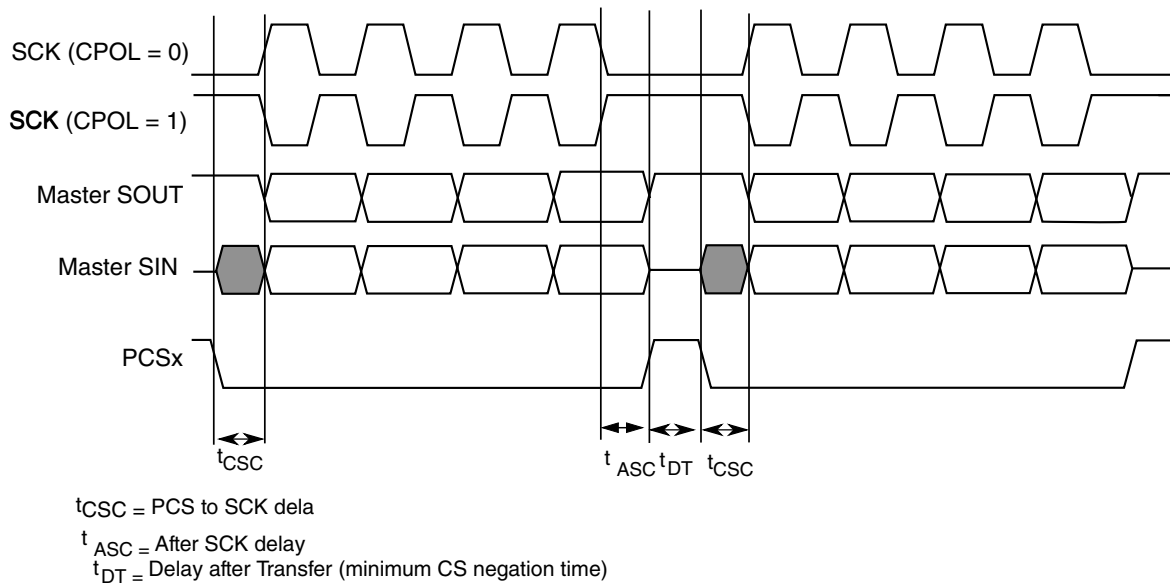 SCK (CPOL = 0)
SCK (CPOL = 1)
Master SOUT
Master SIN
PCSx
tCSC
t ASC
tDT
tCSC
tCSC = PCS to SCK dela
t ASC = After SCK delay
tDT = Delay after Transfer (minimum CS negation time)